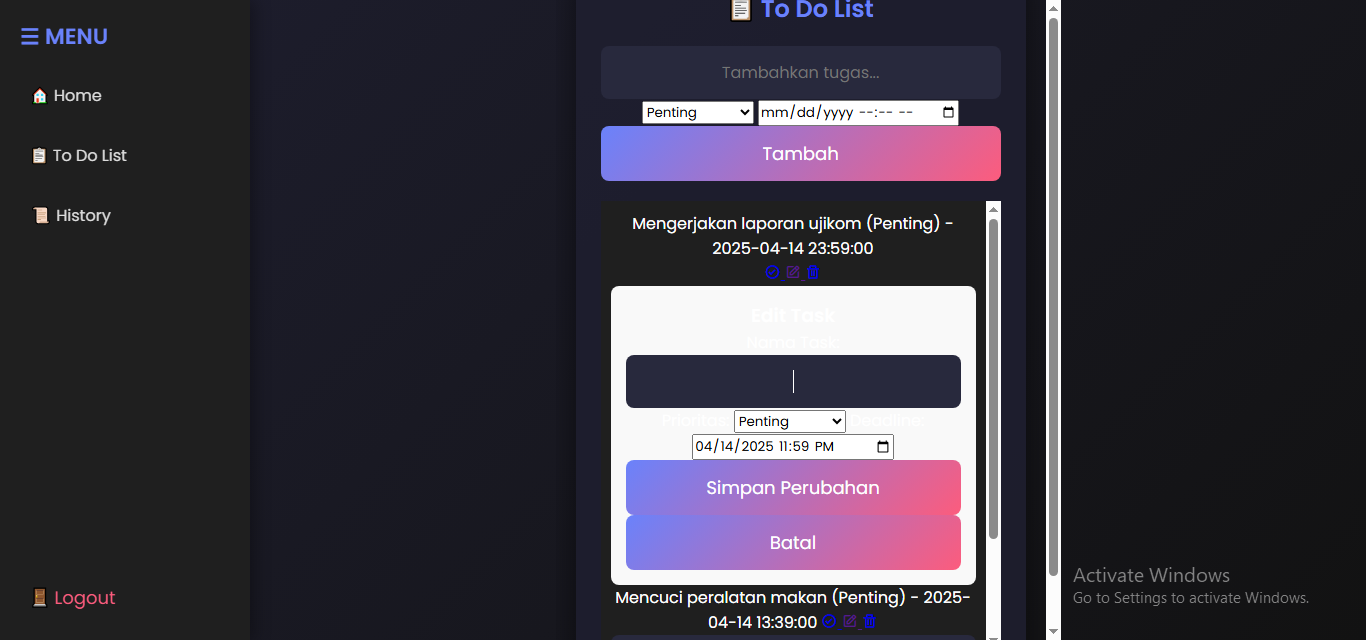 ☰ MENU
Home
To Do List
History
Logout
To Do List
Tambahkan tugas...
Penting mm/dd/yyyy --:-- --
Tambah
Mengerjakan laporan ujikom (Penting) -
2025-04-14 23:59:00
Edit Task
Nama Task:
Prioritas: Penting Deadline:
04/14/2025 11:59 PM
Simpan Perubahan
Batal
Mencuci peralatan makan (Penting) - 2025-
04-14 13:39:00
Activate Windows
Go to Settings to activate Windows.